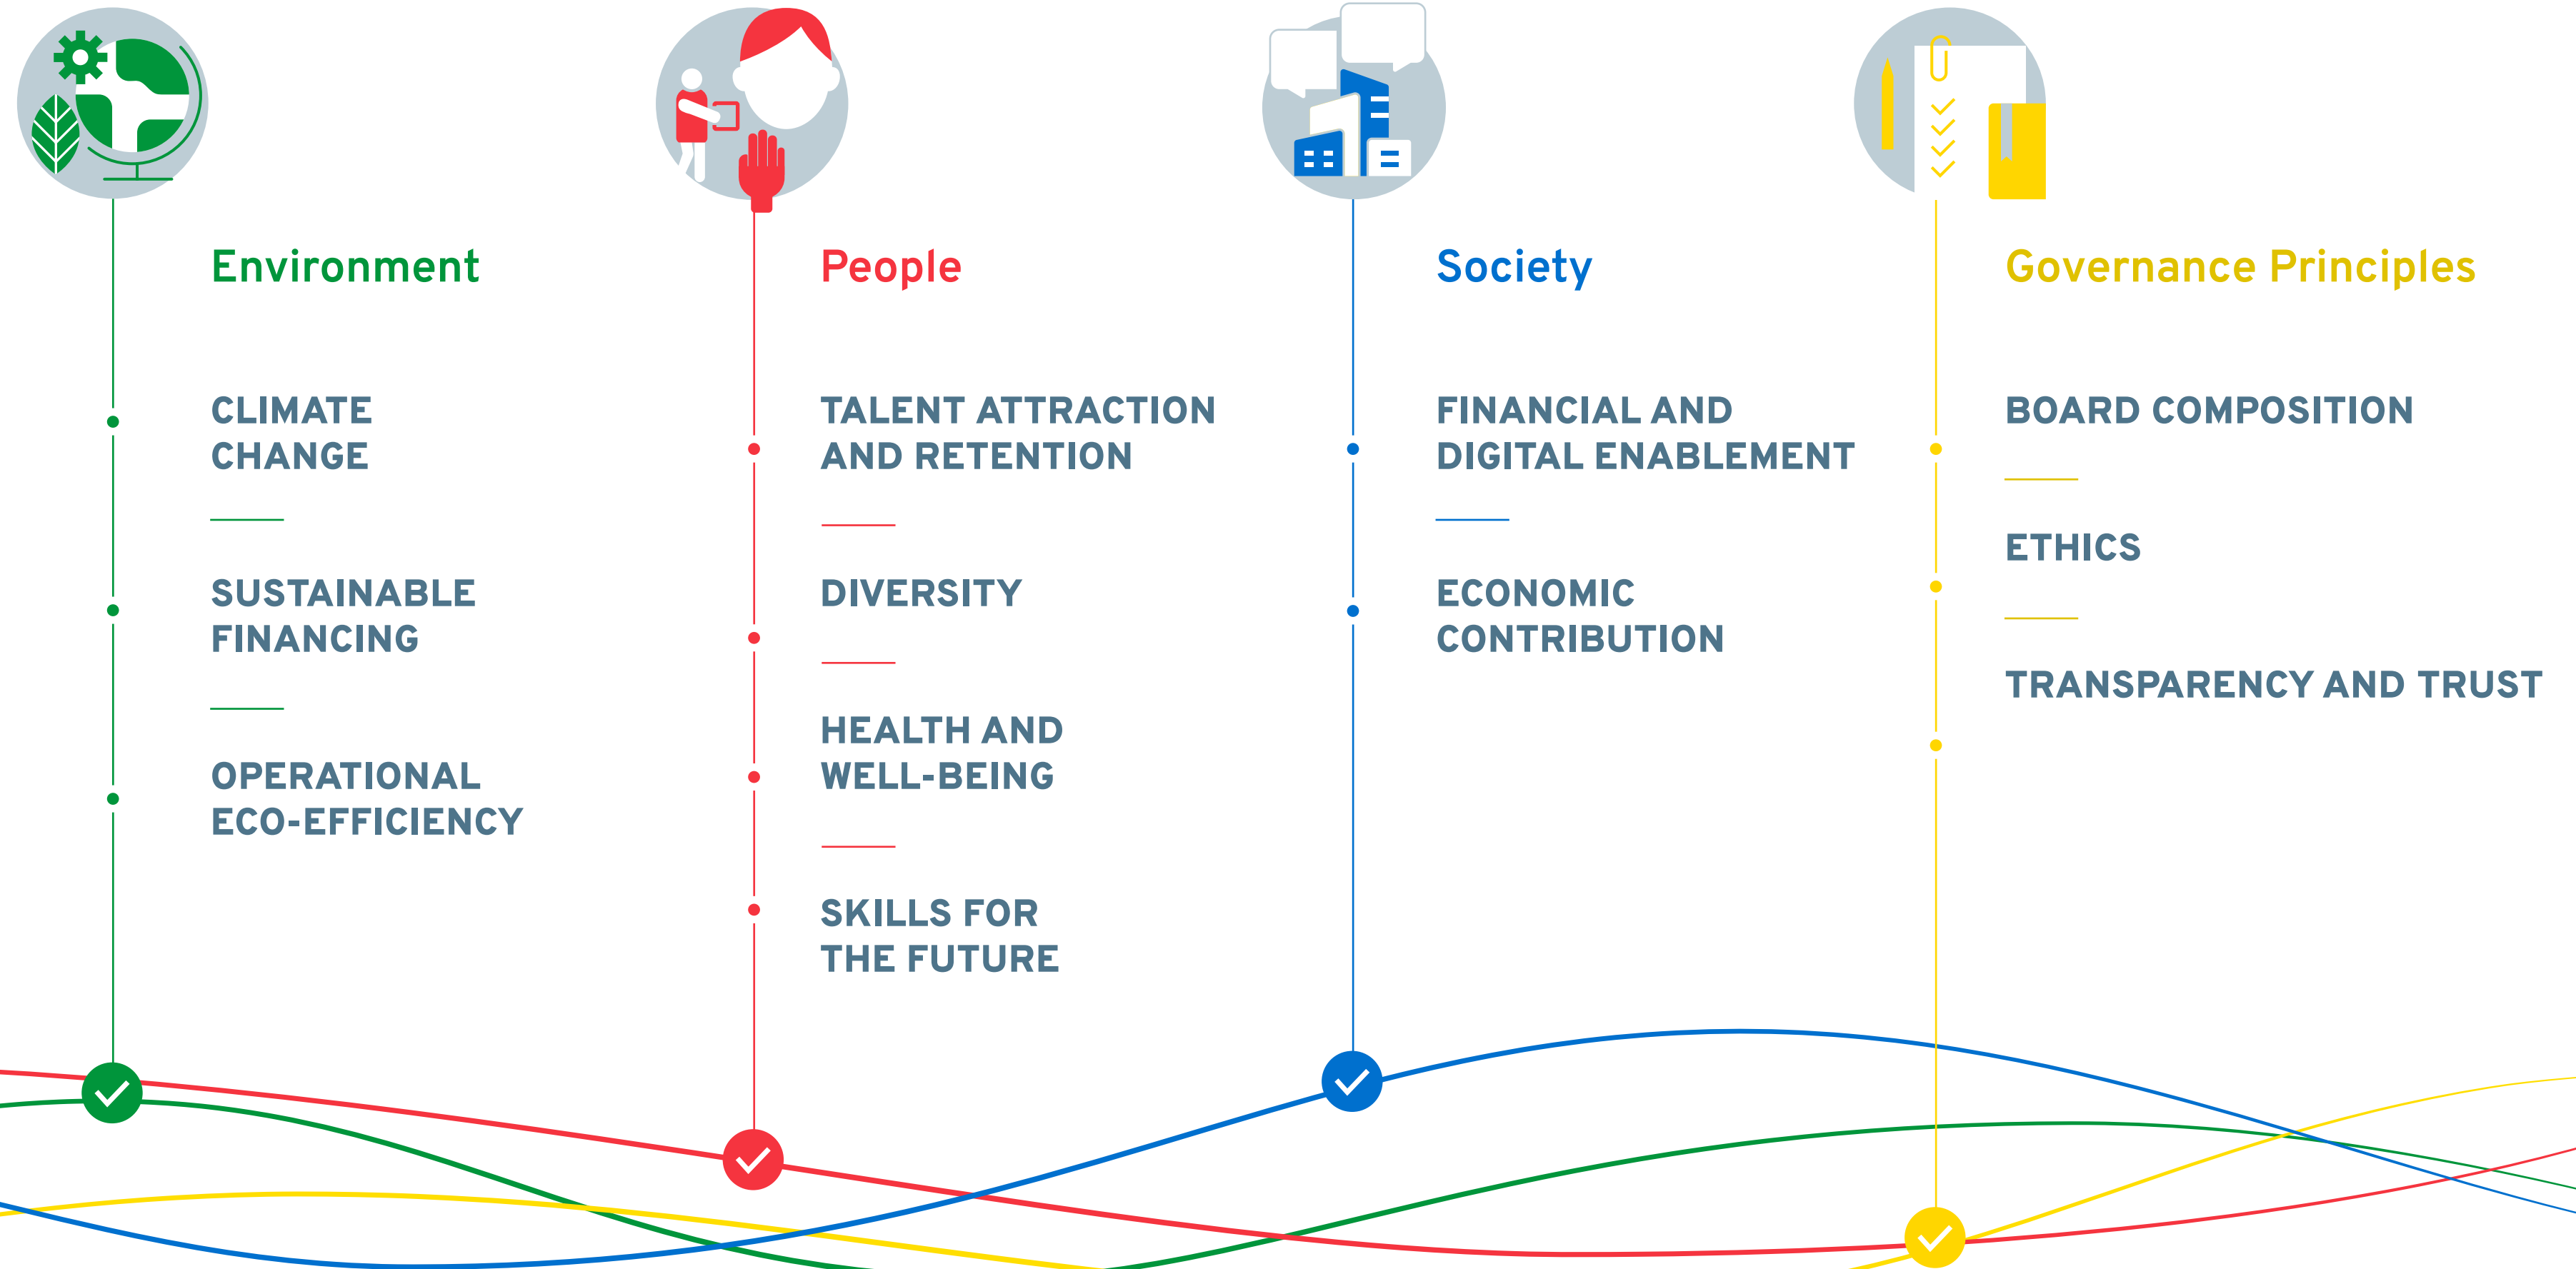 Environment
CLIMATE
CHANGE
SUSTAINABLE
FINANCING
OPERATIONAL
ECO-EFFICIENCY
People
TALENT ATTRACTION
AND RETENTION
DIVERSITY
HEALTH AND
WELL-BEING
SKILLS FOR
THE FUTURE
Society
FINANCIAL AND
DIGITAL ENABLEMENT
ECONOMIC
CONTRIBUTION
Governance Principles
BOARD COMPOSITION
ETHICS
TRANSPARENCY AND TRUST